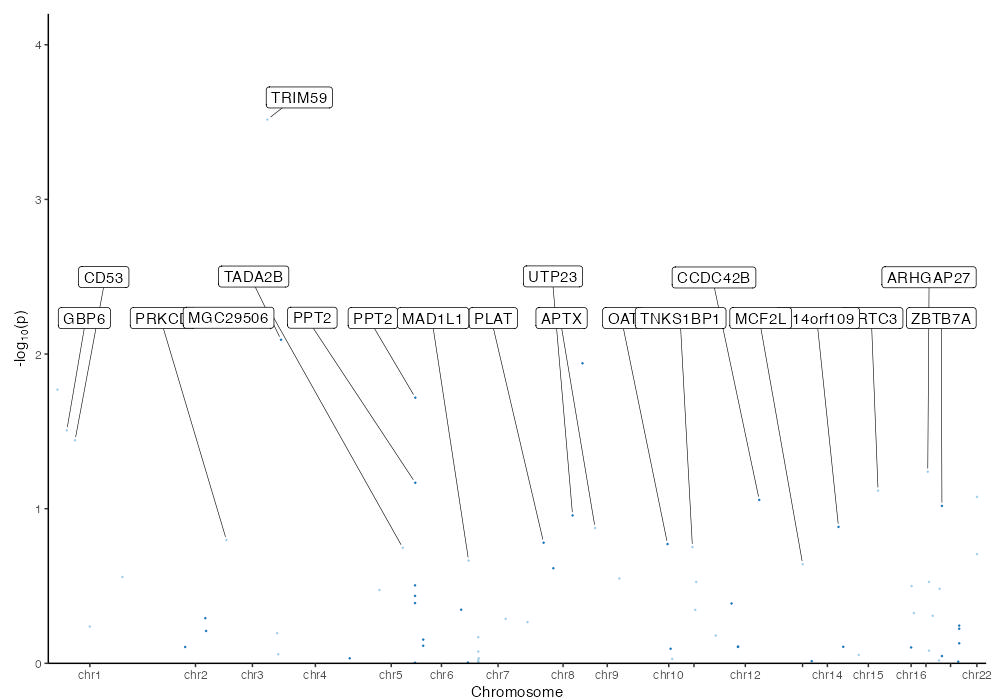 4
TRIM59
3
CD53
TADA2B
UTP23
CCDC42B
ARHGAP27
GBP6
MGC29506
PPT2
PPT2
MAD1L1
PLAT
APTX
TNKS1BP1
MCF2L
14orf109
RTC3
ZBTB7A
-log10(p)
2
1
0
chr1 chr2 chr3 chr4 chr5 chr6 chr7 chr8 chr9 chr10 chr12 chr14 chr15 chr16 chr22
Chromosome